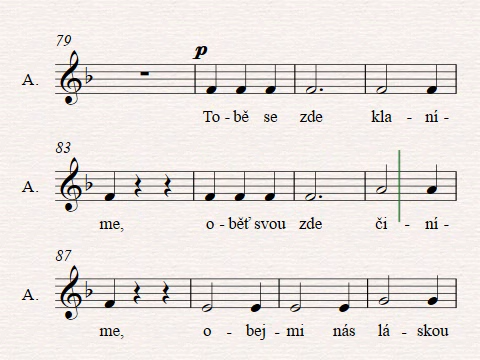 79
p
A.
To - bě se zde kla - ní -
83
A.
me, o - běť svou zde či - ní -
87
A.
me, o - bej - mi nás lá - skou